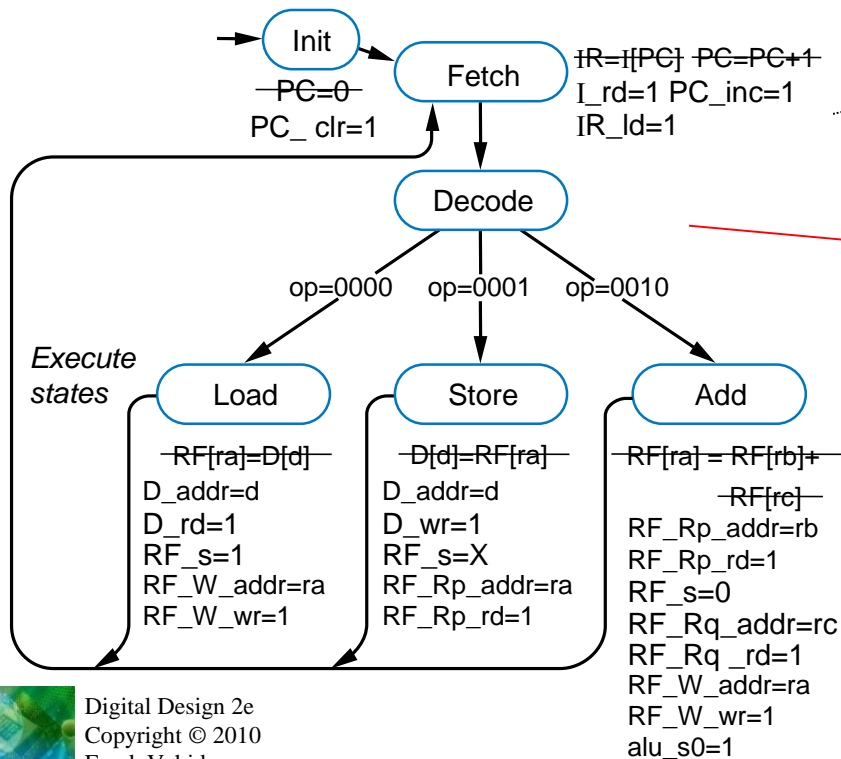 Init
Fetch
IR=I[PC] PC=PC+1
PC=0
PC_ clr=1
I_rd=1 PC_inc=1
IR_ld=1
Decode
op=0000 op=0001 op=0010
Execute
states
Load
Store
Add
RF[ra]=D[d]
D_addr=d
D_rd=1
RF_s=1
RF_W_addr=ra
RF_W_wr=1
D[d]=RF[ra]
D_addr=d
D_wr=1
RF_s=X
RF_Rp_addr=ra
RF_Rp_rd=1
RF[ra] = RF[rb]+
RF[rc]
RF_Rp_addr=rb
RF_Rp_rd=1
RF_s=0
RF_Rq_addr=rc
RF_Rq _rd=1
RF_W_addr=ra
RF_W_wr=1
alu_s0=1
Digital Design 2e
Copyright © 2010